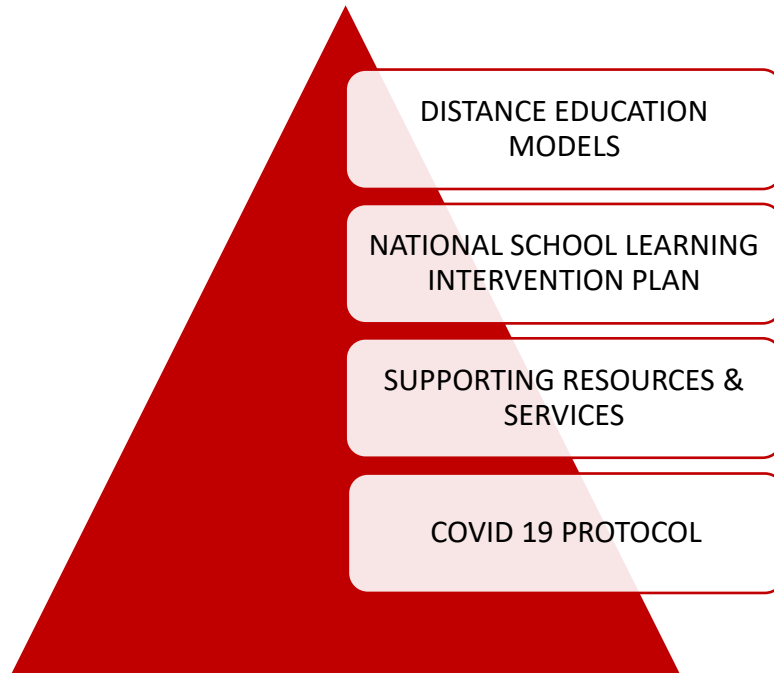 DISTANCE EDUCATION
MODELS
NATIONAL SCHOOL LEARNING
INTERVENTION PLAN
SUPPORTING RESOURCES &
SERVICES
COVID 19 PROTOCOL